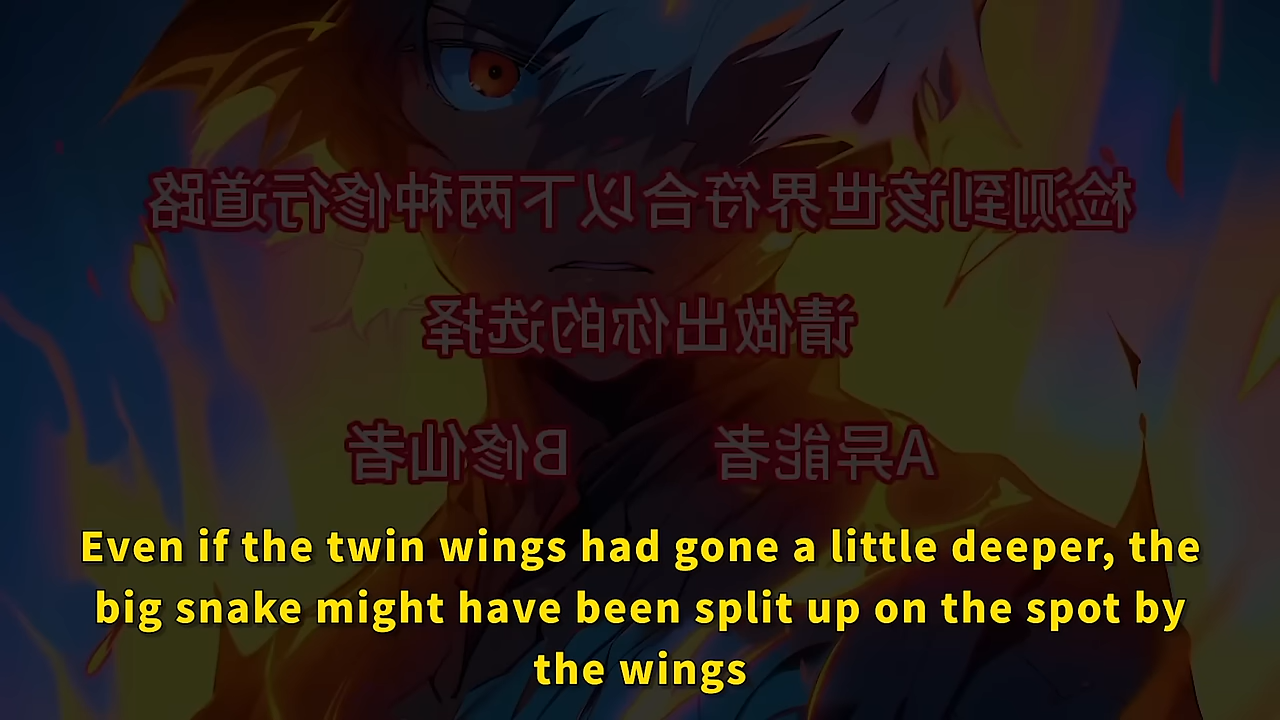 检测到该世界符合以下两种修行道路
请做出你的选择
A异能者 B修仙者
Even if the twin wings had gone a little deeper, the
big snake might have been split up on the spot by
the wings